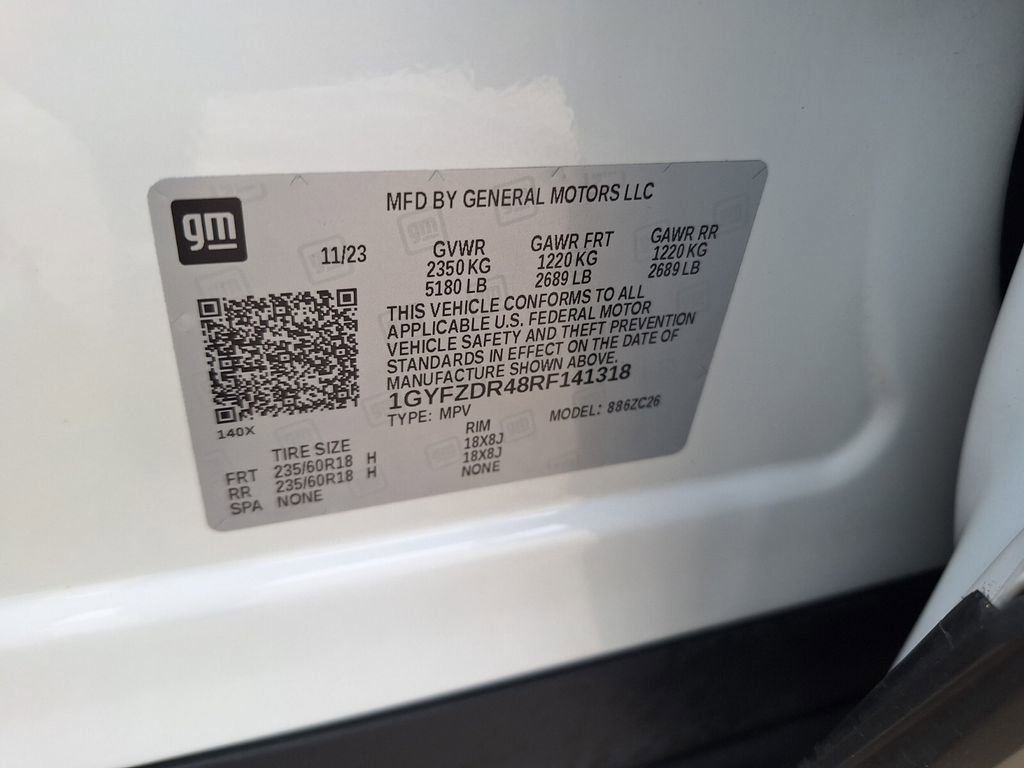 gm
MFD BY GENERAL MOTORS LLC
11/23
GVWR
2350 KG
5180 LB
GAWR FRT
1220 KG
2689 LB
GAWR RR
1220 KG
2689 LB
THIS VEHICLE CONFORMS TO ALL
APPLICABLE U.S. FEDERAL MOTOR
VEHICLE SAFETY AND THEFT PREVENTION
STANDARDS IN EFFECT ON THE DATE OF
MANUFACTURE SHOWN ABOVE.
1GYFZDR48RF141318
TYPE: MPV MODEL: 886ZC26
140X
TIRE SIZE RIM
FRT 235/60R18 H 18X8J
RR 235/60R18 H 18X8J
SPA NONE NONE